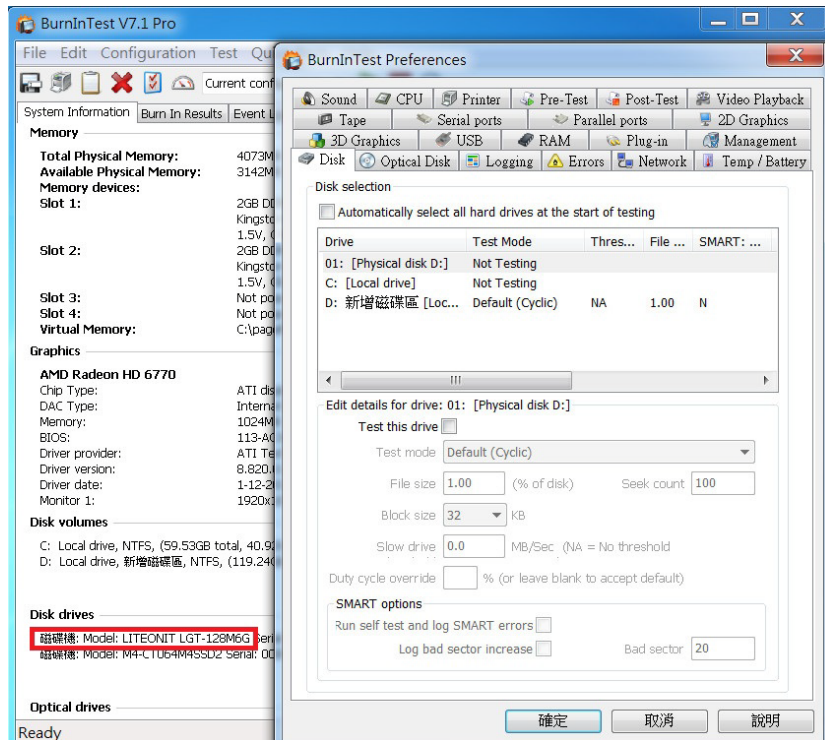 BurnInTest V7.1 Pro
File Edit Configuration Test Qu
Current conf
System Information Burn In Results Event L
Memory
Total Physical Memory: 4073M
Available Physical Memory: 3142M
Memory devices:
Slot 1: 2GB DD
Kingsto
1.5V, (
Slot 2: 2GB DD
Kingsto
1.5V, (
Slot 3: Not po
Slot 4: Not po
Virtual Memory: C:\pag
Graphics
AMD Radeon HD 6770
Chip Type: ATI dis
DAC Type: Interna
Memory: 1024M
BIOS: 113-AC
Driver provider: ATI Te
Driver version: 8.820.
Driver date: 1-12-2
Monitor 1: 1920x
Disk volumes
C: Local drive, NTFS, (59.53GB total, 40.92
D: Local drive, 新增磁碟區, NTFS, (119.24G
Disk drives
磁碟機: Model: LITEONIT LGT-128M6G Seri
磁碟機: Model: M4-CT064M4SSD2 Serial: 00
Optical drives
Ready
BurnInTest Preferences
Sound CPU Printer Pre-Test Post-Test Video Playback
Tape Serial ports Parallel ports 2D Graphics
3D Graphics USB RAM Plug-in Management
Disk Optical Disk Logging Errors Network Temp / Battery
Disk selection
Automatically select all hard drives at the start of testing
Drive Test Mode Thres... File ... SMART: ...
01: [Physical disk D:] Not Testing
C: [Local drive] Not Testing
D: 新增磁碟區 [Loc... Default (Cyclic) NA 1.00 N
Edit details for drive: 01: [Physical disk D:]
Test this drive
Test mode Default (Cyclic)
File size 1.00 (% of disk) Seek count 100
Block size 32 KB
Slow drive 0.0 MB/Sec (NA = No threshold
Duty cycle override % (or leave blank to accept default)
SMART options
Run self test and log SMART errors
Log bad sector increase Bad sector 20
確定 取消 說明